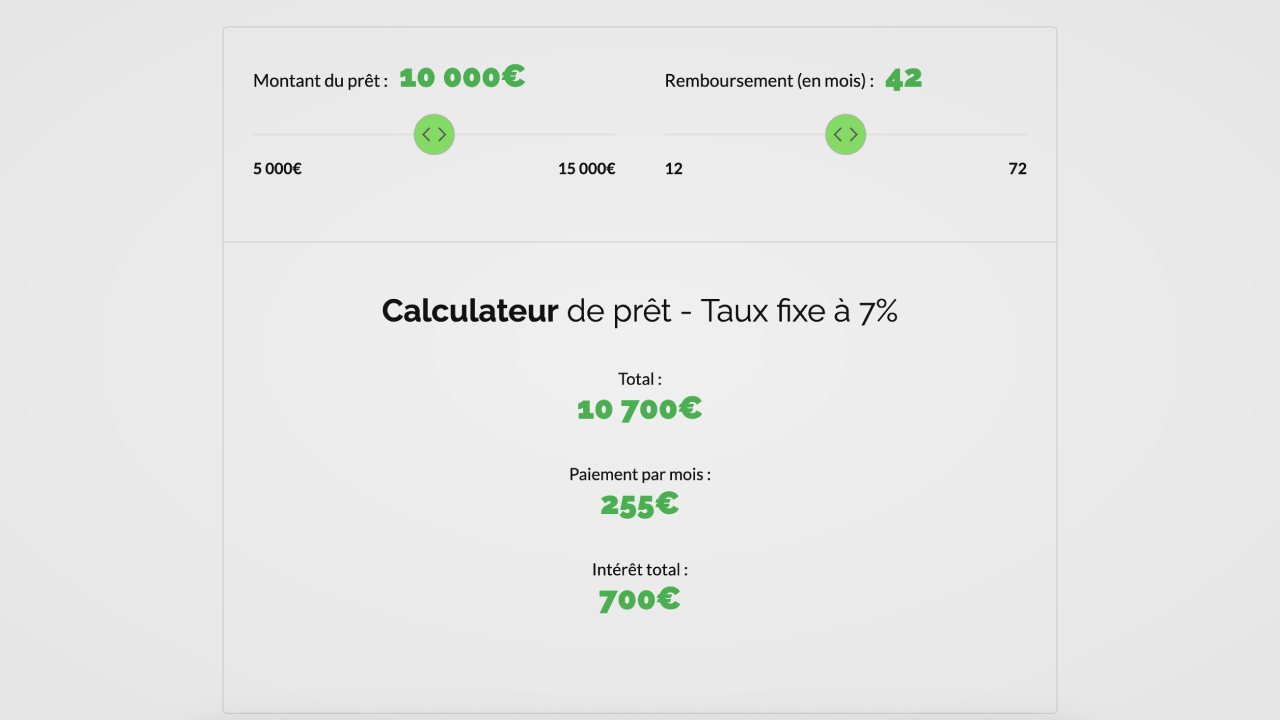 Montant du prêt : 10 000€
Remboursement (en mois) : 42
5 000€
15 000€
12
72
Calculateur de prêt - Taux fixe à 7%
Total :
10 700€
Paiement par mois :
255€
Intérêt total :
700€